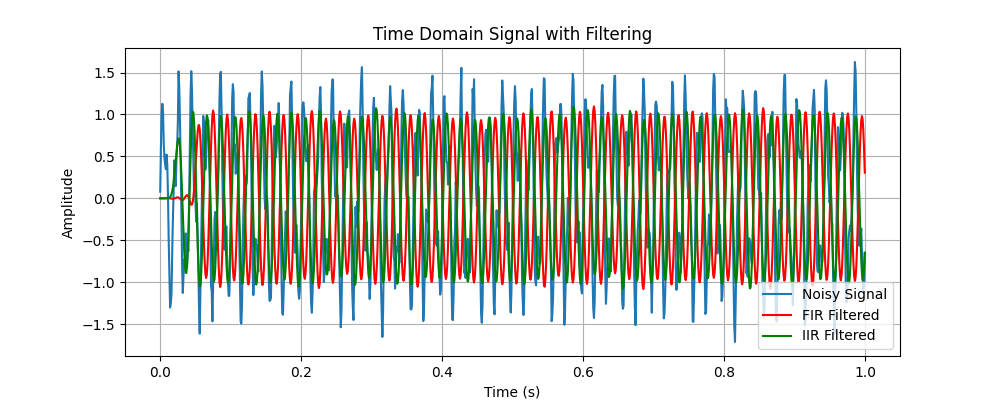 Time Domain Signal with Filtering
Amplitude
1.5
1.0
0.5
0.0
−0.5
−1.0
−1.5
Noisy Signal
FIR Filtered
IIR Filtered
0.0 0.2 0.4 0.6 0.8 1.0
Time (s)